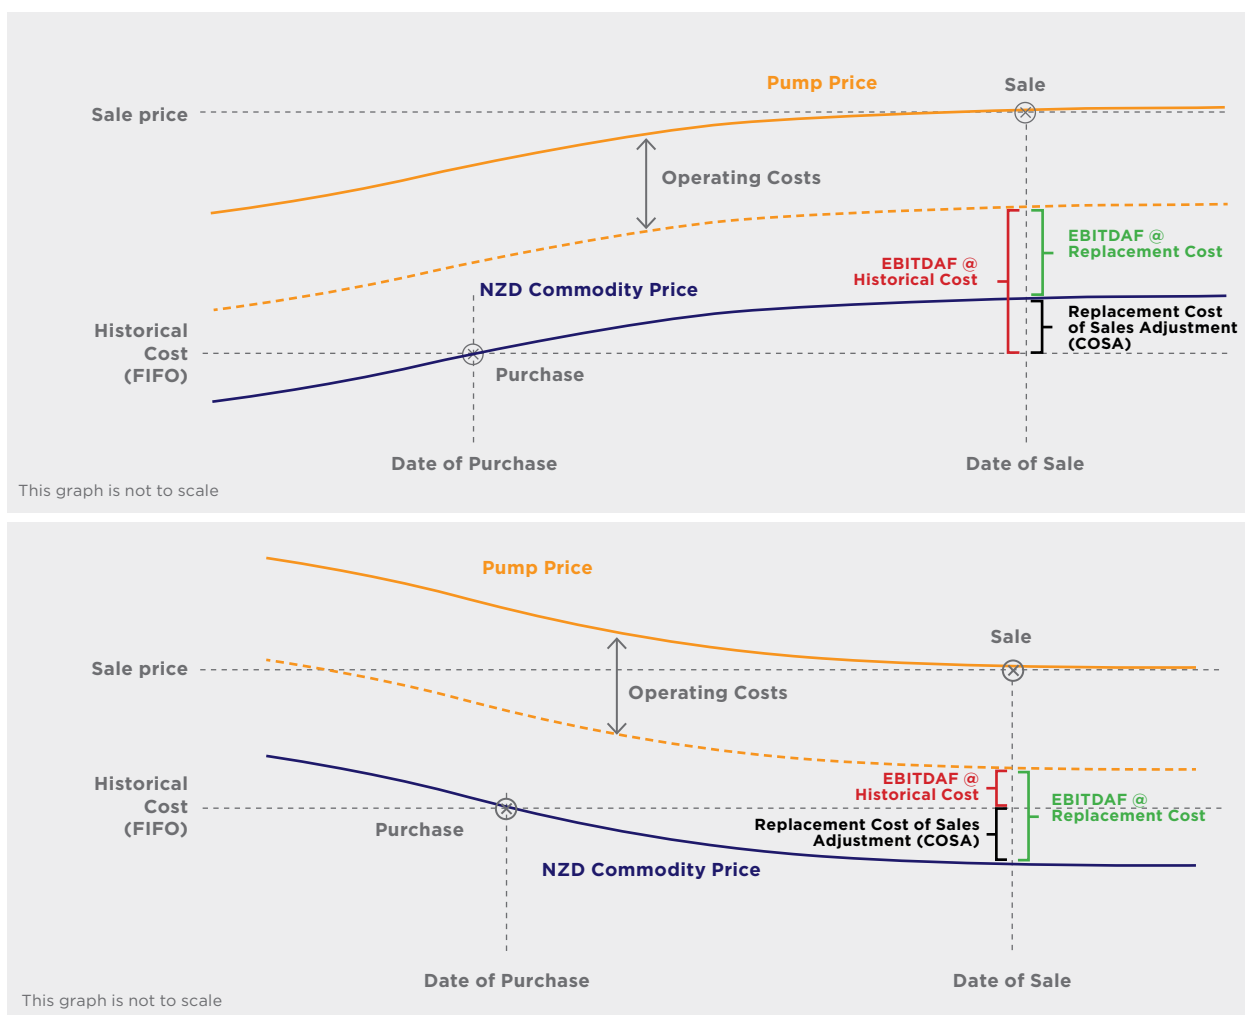 Pump Price
Sale
Sale price
Operating Costs
EBITDAF @
Replacement Cost
EBITDAF @
Historical Cost
NZD Commodity Price
Replacement Cost
of Sales Adjustment
(COSA)
Historical
Cost
(FIFO)
Purchase
Date of Purchase
Date of Sale
This graph is not to scale
Pump Price
Sale
Sale price
Operating Costs
EBITDAF @
Historical Cost
Historical
Cost
(FIFO)
EBITDAF @
Replacement Cost
Purchase
Replacement Cost of Sales
Adjustment (COSA)
NZD Commodity Price
Date of Purchase
Date of Sale
This graph is not to scale